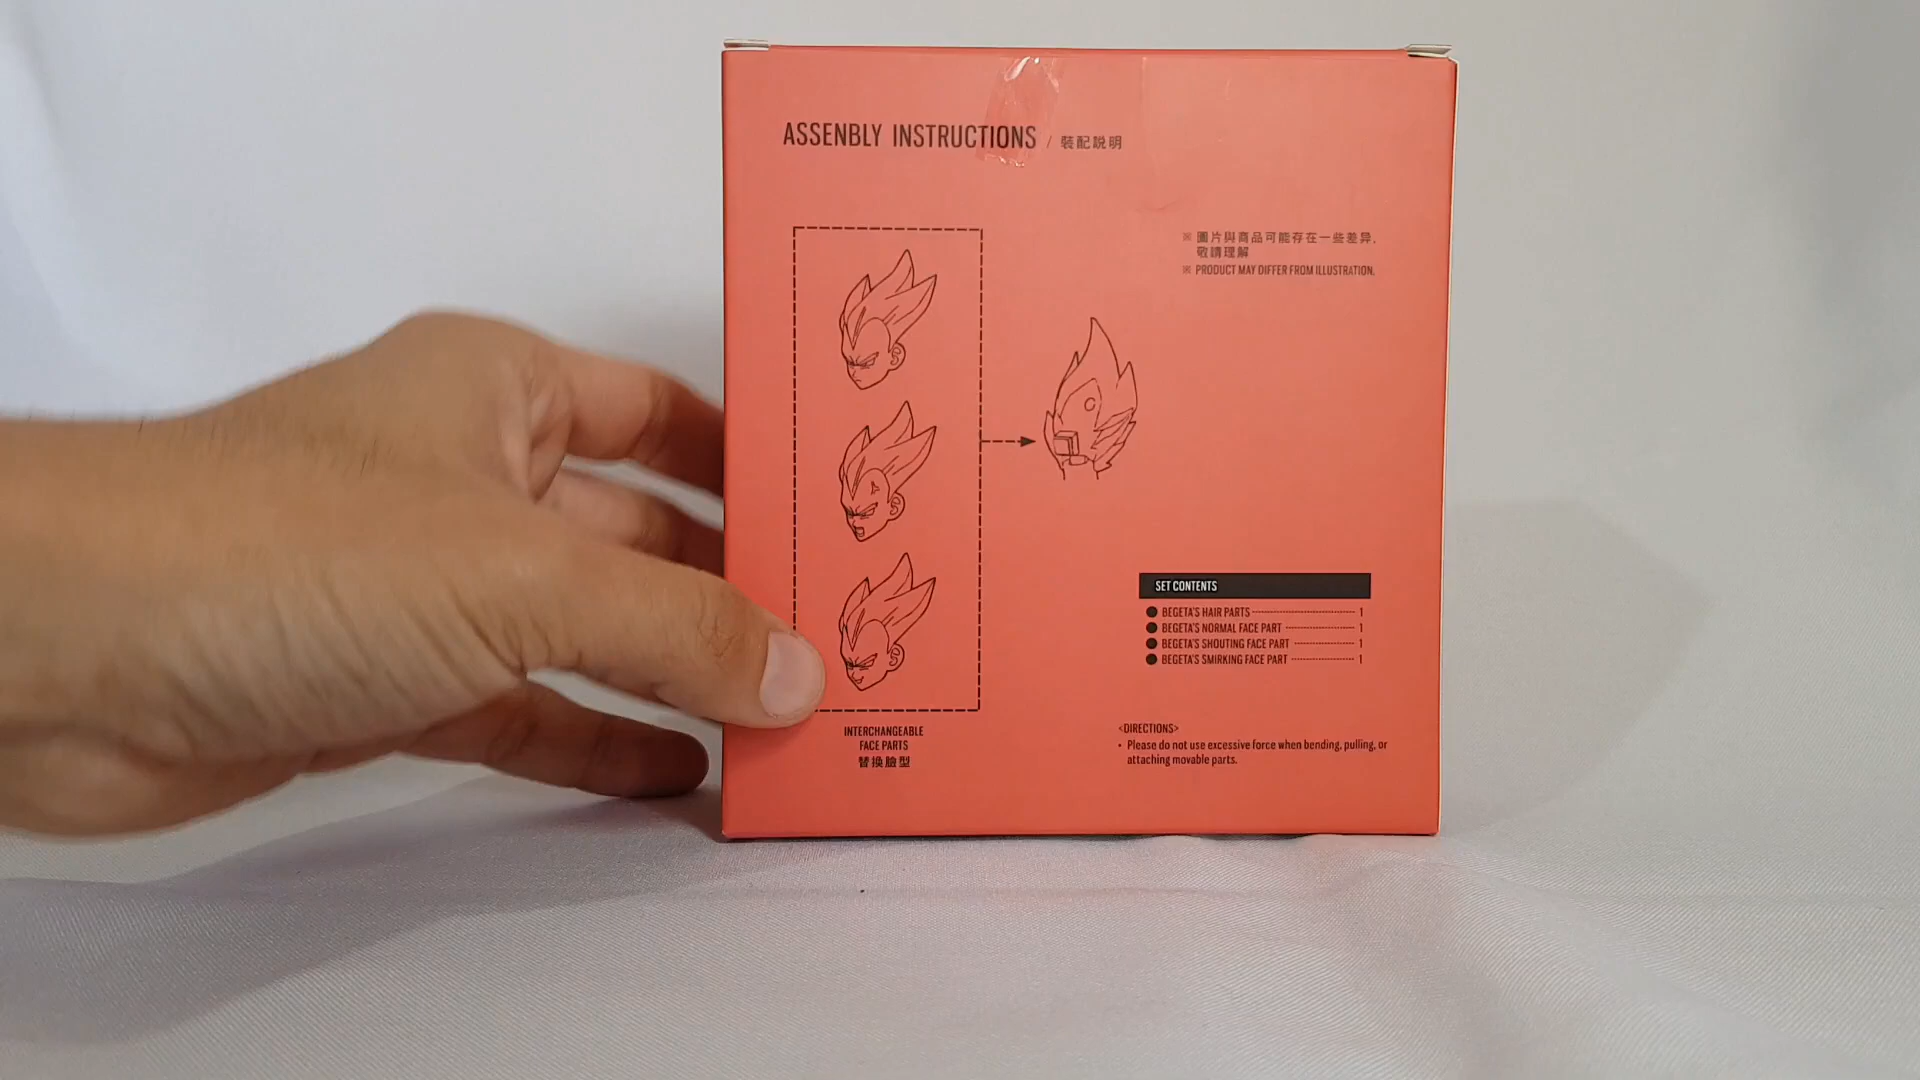 ASSENBLY INSTRUCTIONS / 裝配説明
※ 圖片與商品可能存在一些差异,
敬請理解
※ PRODUCT MAY DIFFER FROM ILLUSTRATION.
SET CONTENTS
● BEGETA'S HAIR PARTS 1
● BEGETA'S NORMAL FACE PART 1
● BEGETA'S SHOUTING FACE PART 1
● BEGETA'S SMIRKING FACE PART 1
INTERCHANGEABLE
FACE PARTS
替換臉型
<DIRECTIONS>
• Please do not use excessive force when bending, pulling, or
attaching movable parts.